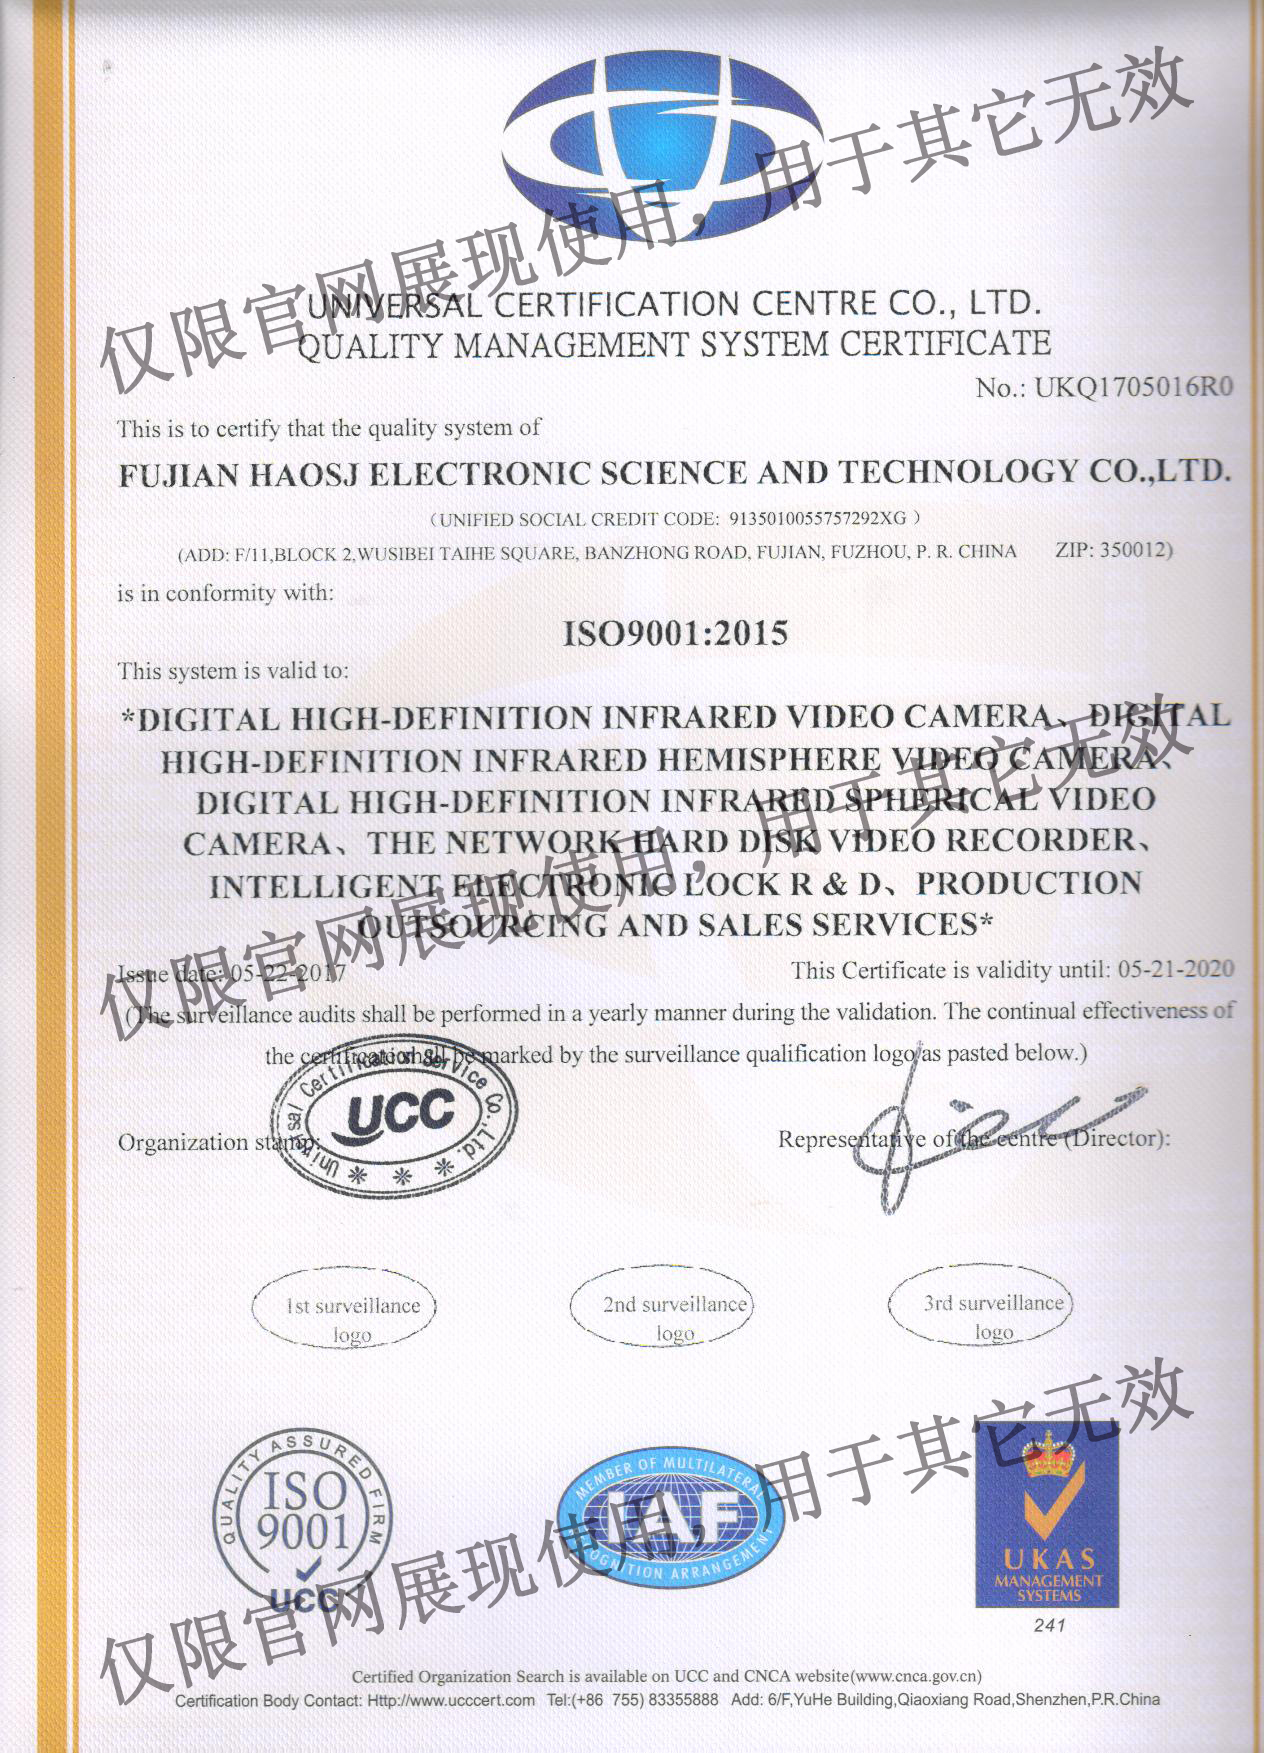 UNIVERSAL CERTIFICATION CENTRE CO., LTD.
QUALITY MANAGEMENT SYSTEM CERTIFICATE
No.: UKQ1705016R0
This is to certify that the quality system of
FUJIAN HAOSJ ELECTRONIC SCIENCE AND TECHNOLOGY CO.,LTD.
(UNIFIED SOCIAL CREDIT CODE: 9135010055757292XG )
(ADD: F/11,BLOCK 2,WUSIBEI TAIHE SQUARE, BANZHONG ROAD, FUJIAN, FUZHOU, P. R. CHINA ZIP: 350012)
is in conformity with:
ISO9001:2015
This system is valid to:
*DIGITAL HIGH-DEFINITION INFRARED VIDEO CAMERA、DIGITAL
HIGH-DEFINITION INFRARED HEMISPHERE VIDEO CAMERA、
DIGITAL HIGH-DEFINITION INFRARED SPHERICAL VIDEO
CAMERA、THE NETWORK HARD DISK VIDEO RECORDER、
INTELLIGENT ELECTRONIC LOCK R & D、PRODUCTION
OUTSOURCING AND SALES SERVICES*
Issue date: 05-22-2017 This Certificate is validity until: 05-21-2020
(The surveillance audits shall be performed in a yearly manner during the validation. The continual effectiveness of
the certification shall be marked by the surveillance qualification logo as pasted below.)
Organization stamp: Representative of the centre (Director):
Universal Certification Service Co.,Ltd.
UCC
1st surveillance
logo
2nd surveillance
logo
3rd surveillance
logo
QUALITY ASSURED FIRM
ISO
9001
UCC
MEMBER OF MULTILATERAL
IAF
RECOGNITION ARRANGEMENT
UKAS
MANAGEMENT
SYSTEMS
241
Certified Organization Search is available on UCC and CNCA website(www.cnca.gov.cn)
Certification Body Contact: Http://www.ucccert.com Tel:(+86 755) 83355888 Add: 6/F,YuHe Building,Qiaoxiang Road,Shenzhen,P.R.China
仅限官网展现使用，用于其它无效
仅限官网展现使用，用于其它无效
仅限官网展现使用，用于其它无效